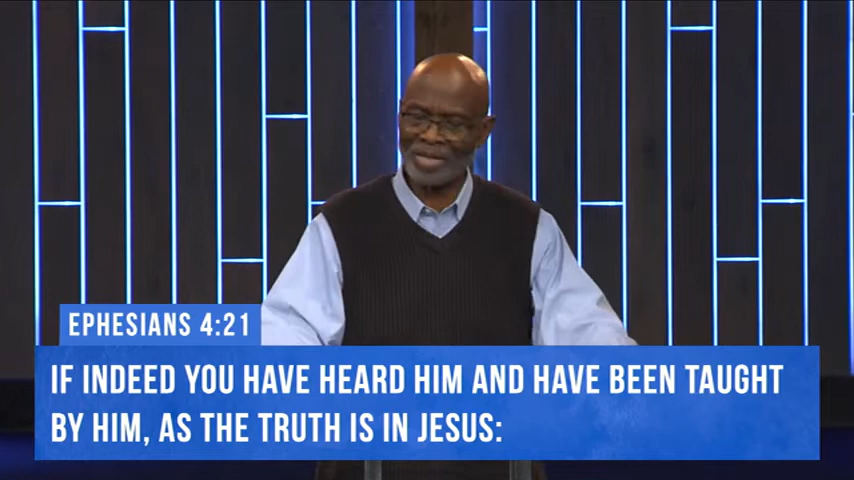 EPHESIANS 4:21
IF INDEED YOU HAVE HEARD HIM AND HAVE BEEN TAUGHT
BY HIM, AS THE TRUTH IS IN JESUS: